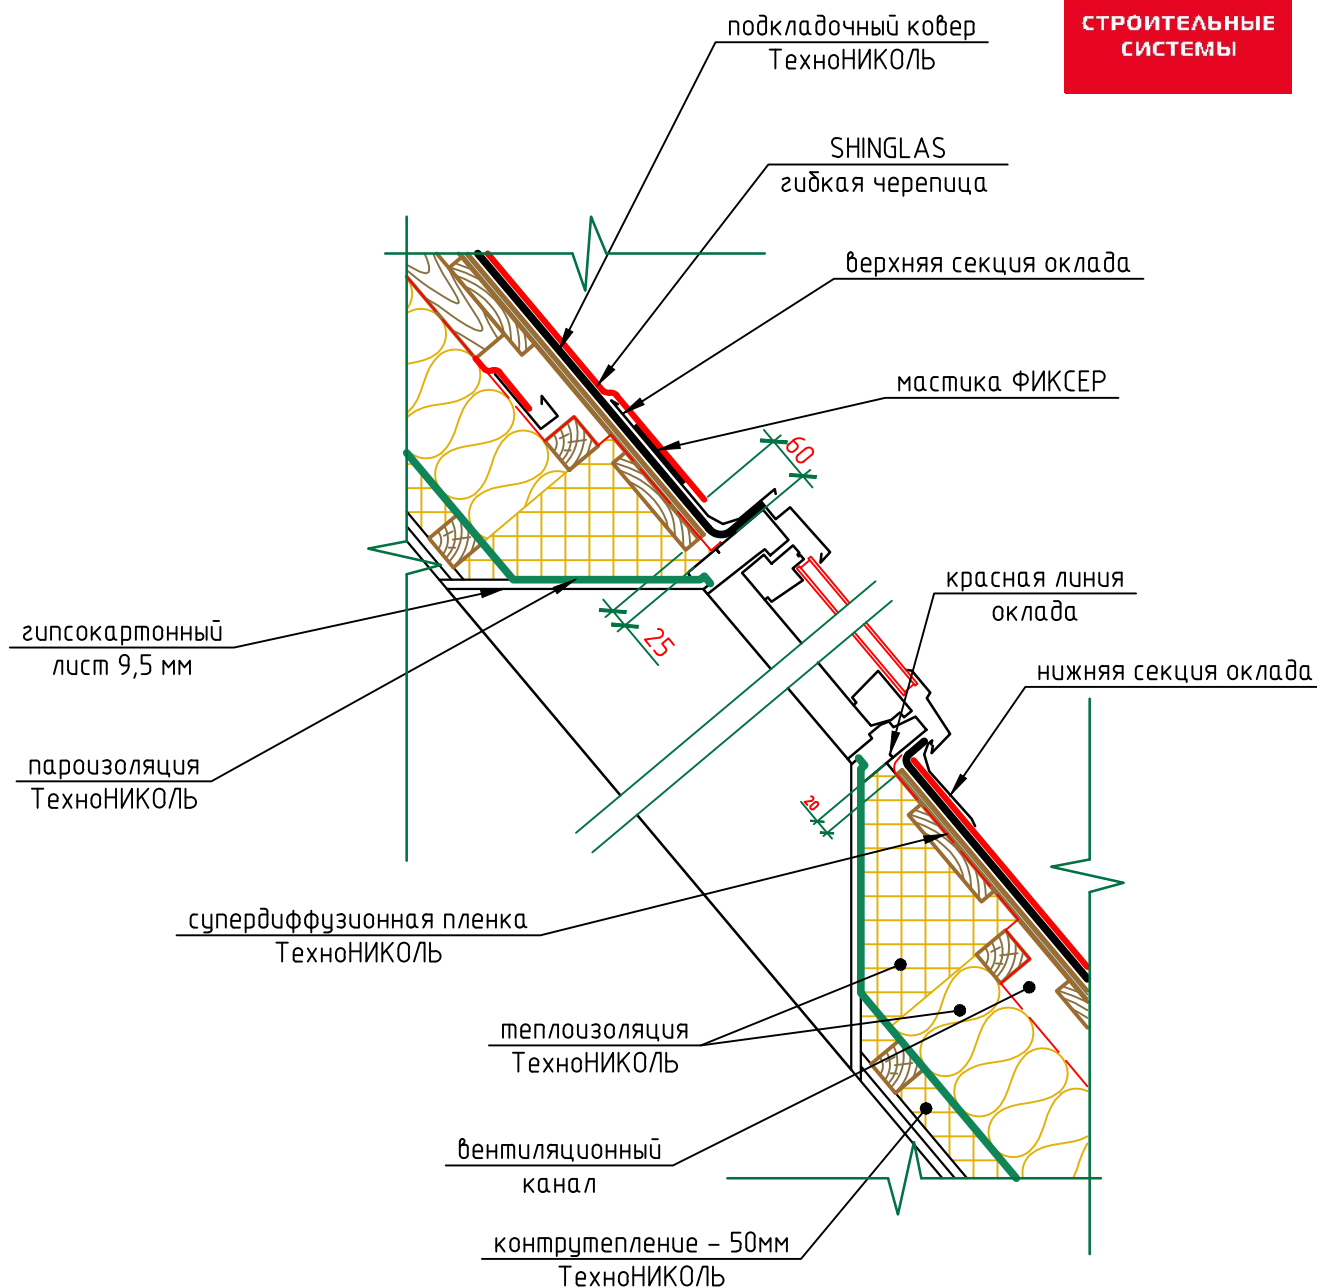 СТРОИТЕЛЬНЫЕ
СИСТЕМЫ
подкладочный ковер
ТехноНИКОЛЬ
SHINGLAS
гибкая черепица
верхняя секция оклада
мастика ФИКСЕР
60
красная линия
оклада
гипсокартонный
лист 9,5 мм
25
нижняя секция оклада
пароизоляция
ТехноНИКОЛЬ
20
супердиффузионная пленка
ТехноНИКОЛЬ
теплоизоляция
ТехноНИКОЛЬ
вентиляционный
канал
контрутепление - 50мм
ТехноНИКОЛЬ